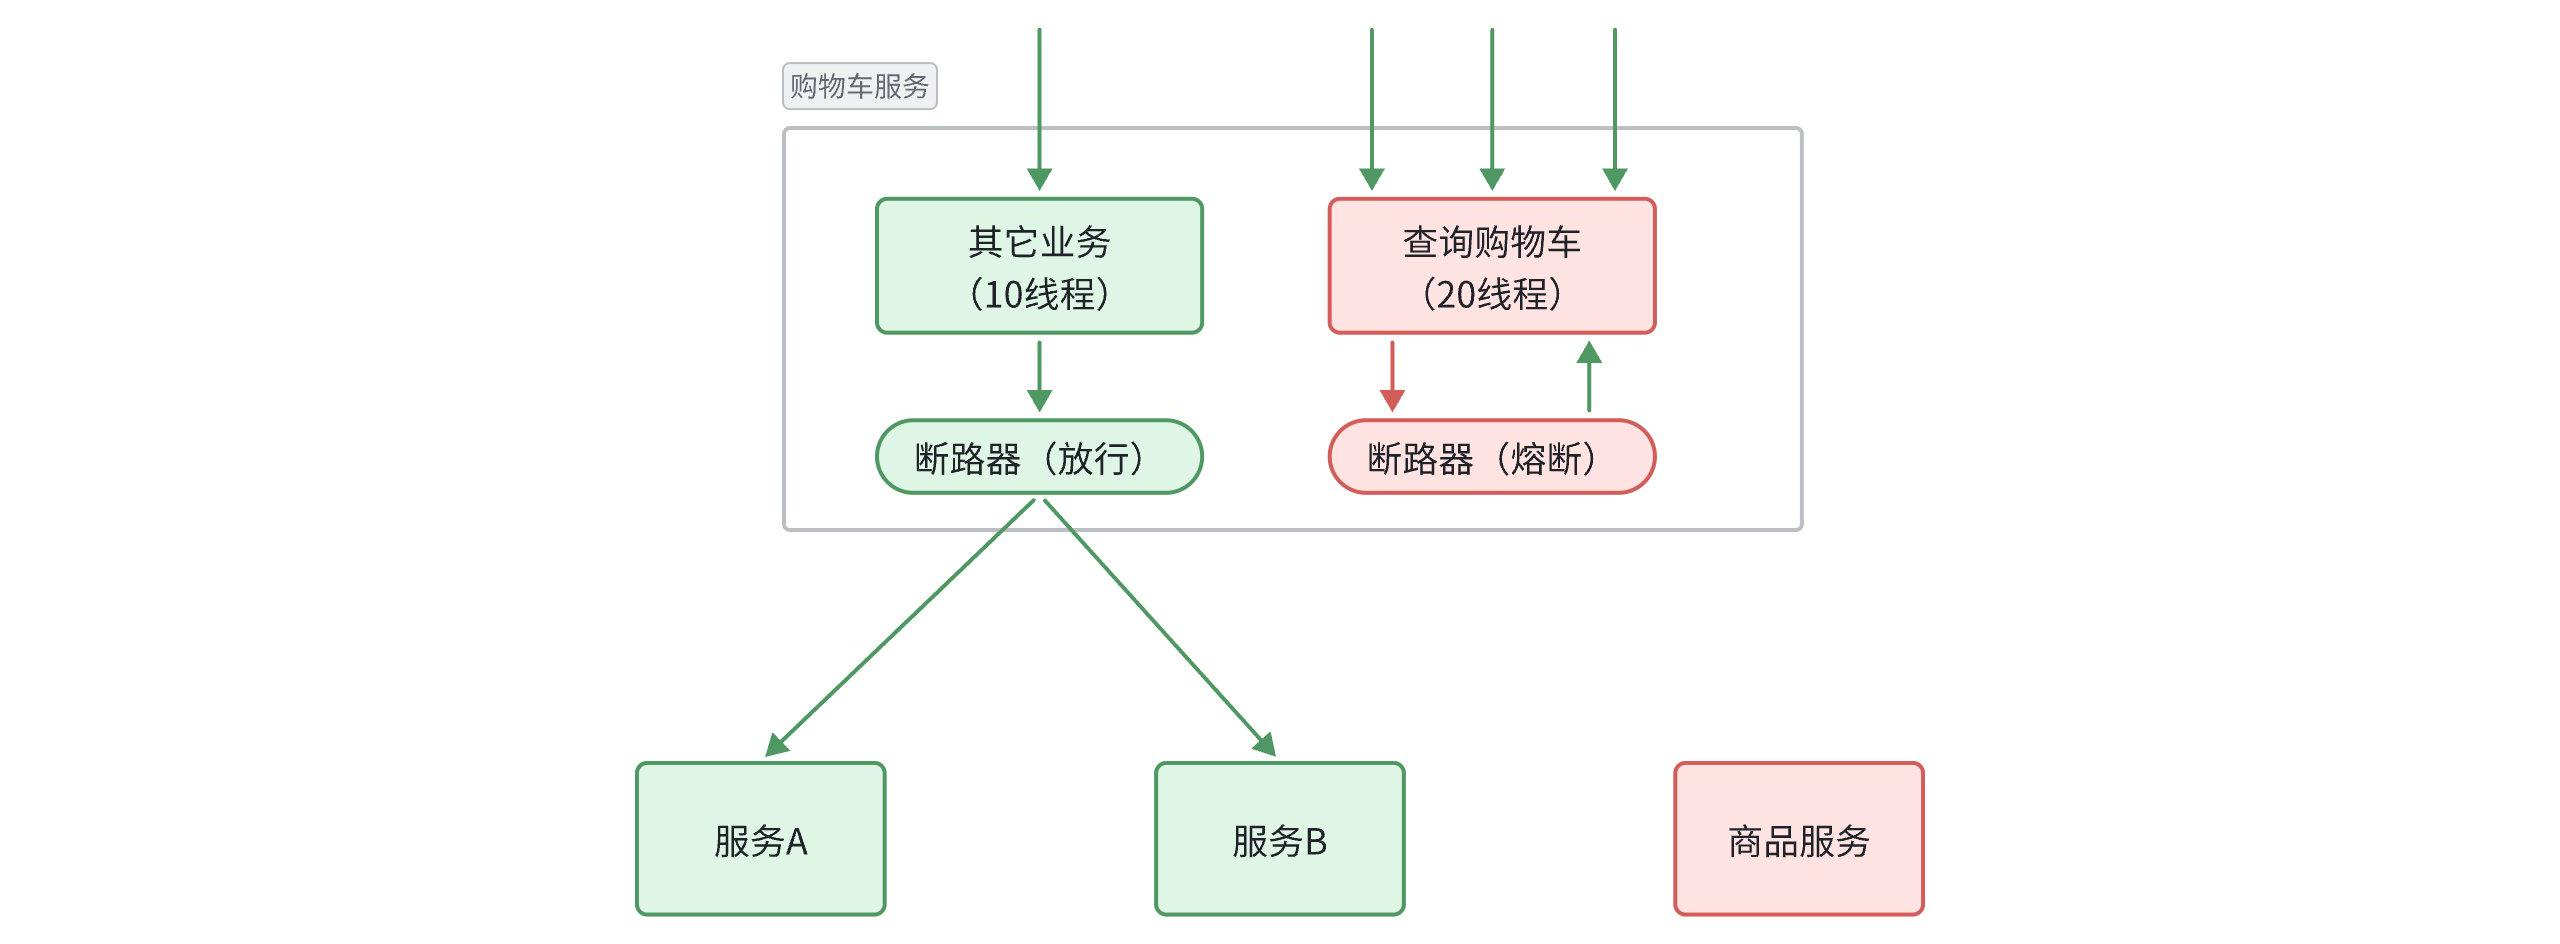 购物车服务
其它业务
（10线程）
查询购物车
（20线程）
断路器（放行）
断路器（熔断）
服务A
服务B
商品服务